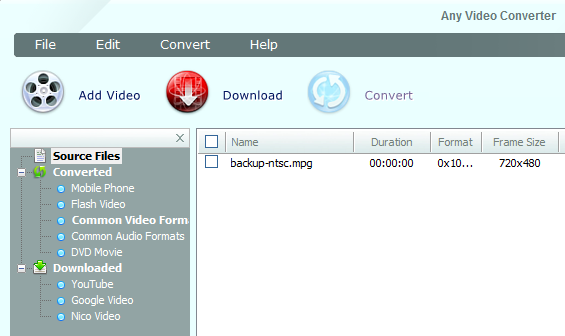 Any Video Converter
File Edit Convert Help
Add Video Download Convert
Name Duration Format Frame Size
backup-ntsc.mpg 00:00:00 0x10... 720x480
Source Files
Converted
Mobile Phone
Flash Video
Common Video Forma
Common Audio Formats
DVD Movie
Downloaded
YouTube
Google Video
Nico Video